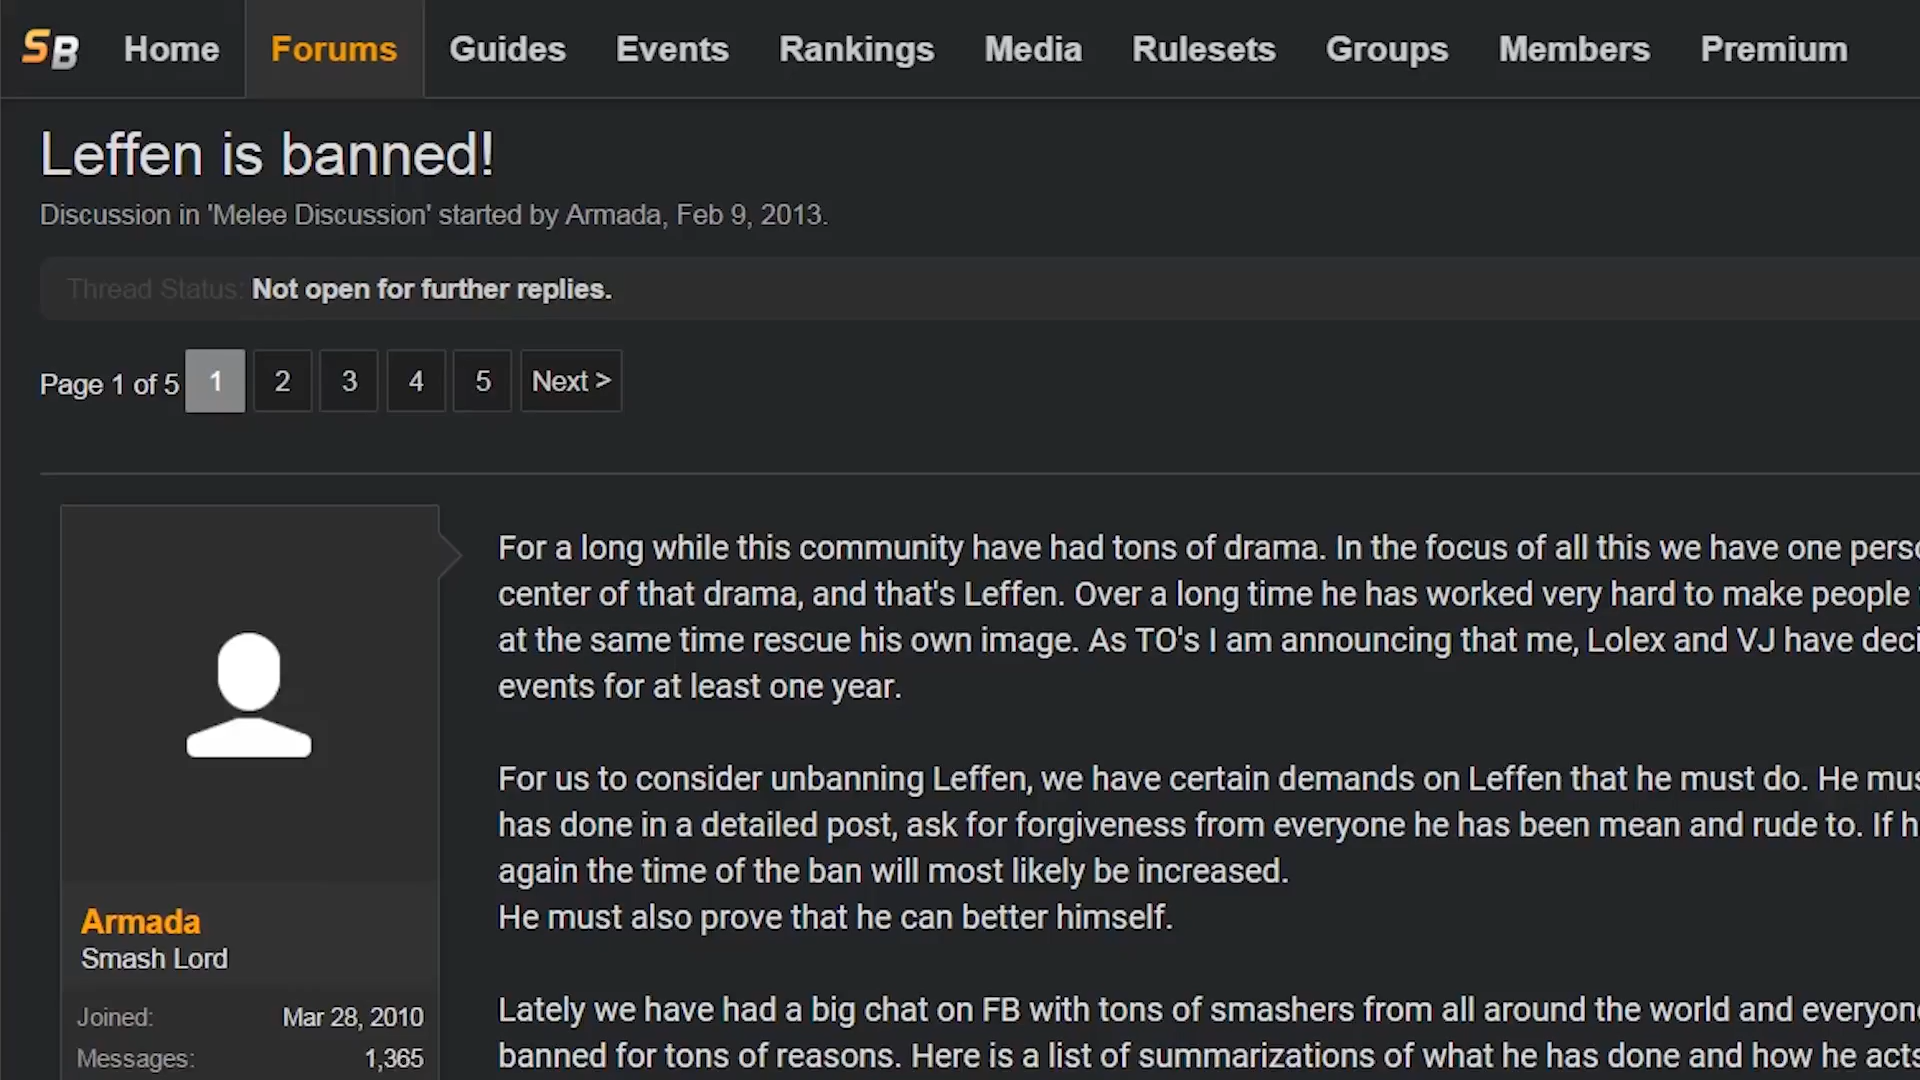 SB Home Forums Guides Events Rankings Media Rulesets Groups Members Premium
Leffen is banned!
Discussion in 'Melee Discussion' started by Armada, Feb 9, 2013.
Thread Status: Not open for further replies.
Page 1 of 5 1 2 3 4 5 Next >
For a long while this community have had tons of drama. In the focus of all this we have one
center of that drama, and that's Leffen. Over a long time he has worked very hard to make people
at the same time rescue his own image. As TO's I am announcing that me, Lolex and VJ have
events for at least one year.
For us to consider unbanning Leffen, we have certain demands on Leffen that he must do. He
has done in a detailed post, ask for forgiveness from everyone he has been mean and rude to. If
again the time of the ban will most likely be increased.
He must also prove that he can better himself.
Lately we have had a big chat on FB with tons of smashers from all around the world and
banned for tons of reasons. Here is a list of summarizations of what he has done and how he acts
Armada
Smash Lord
Joined: Mar 28, 2010
Messages: 1,365